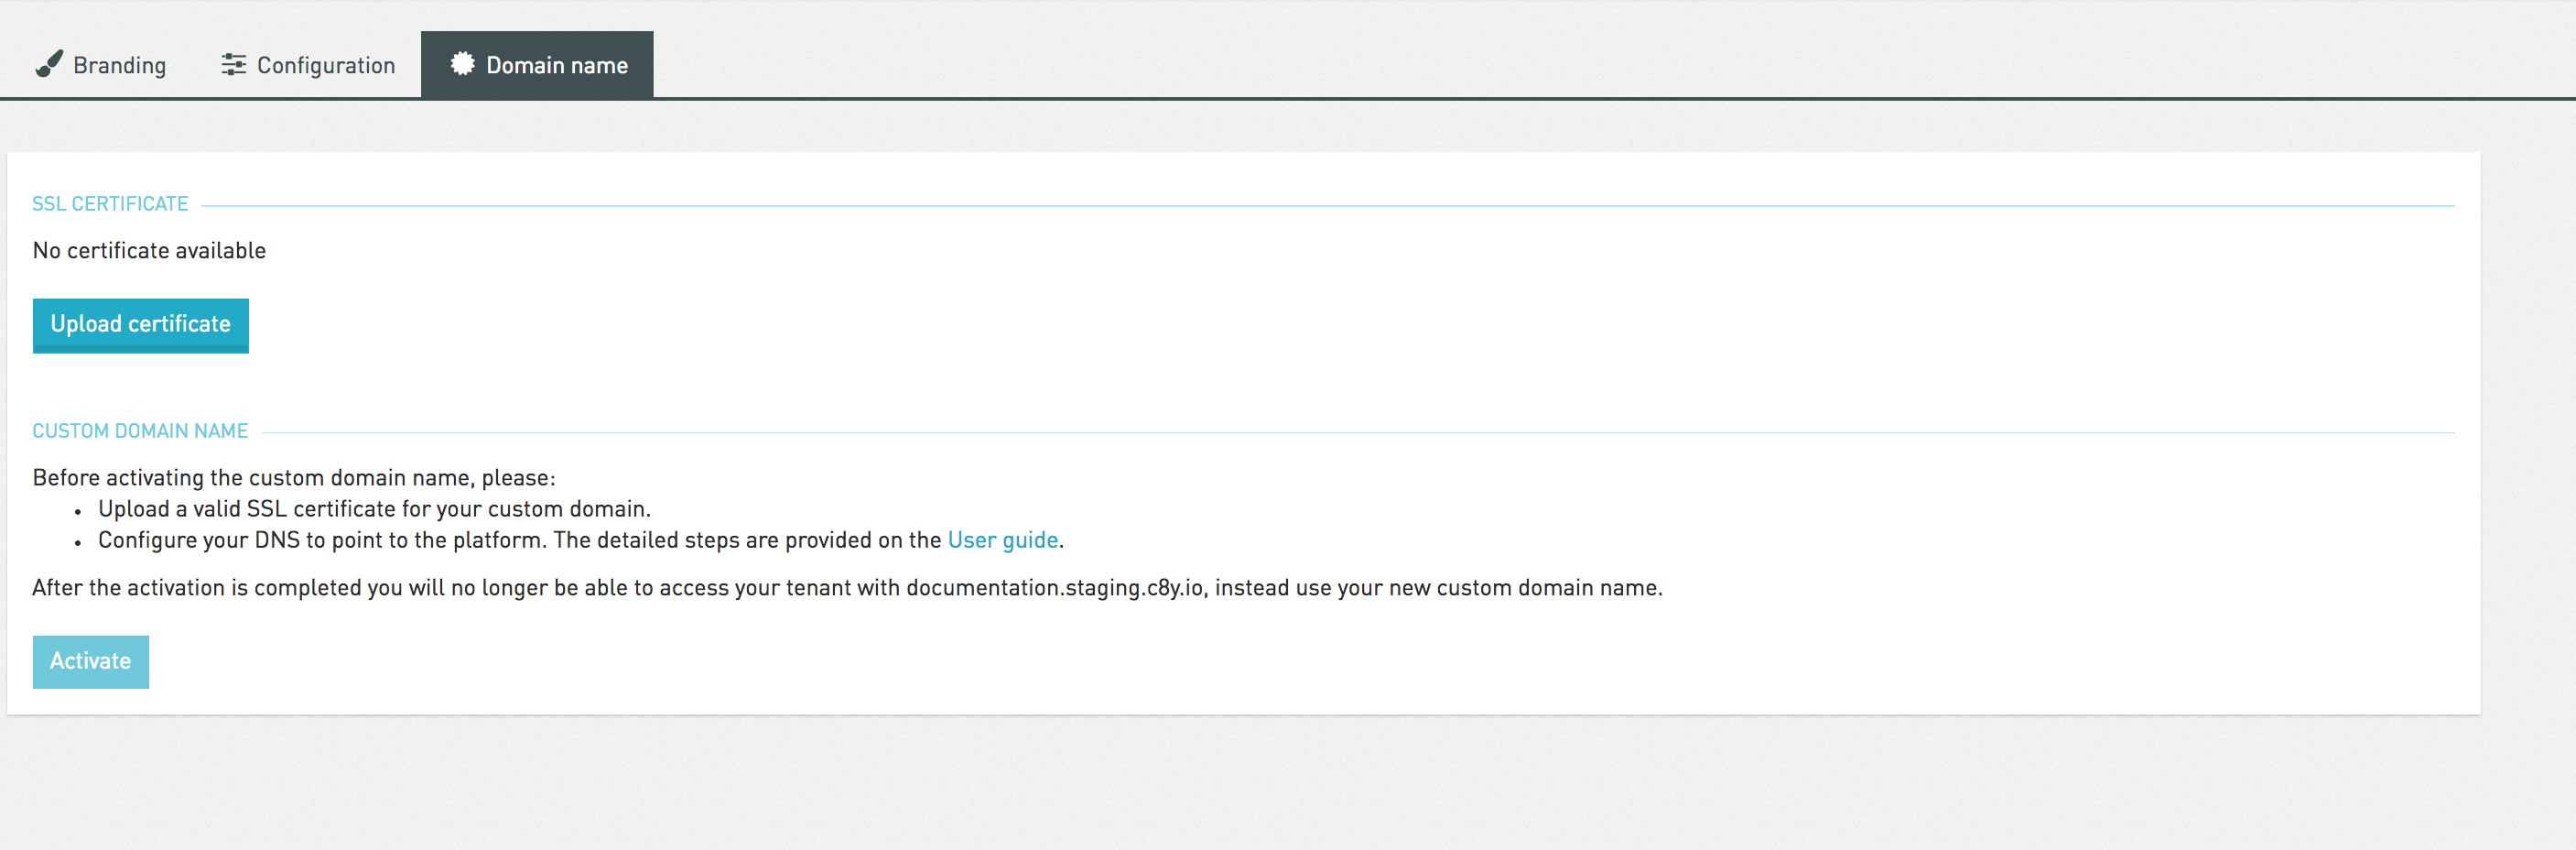 Branding Configuration Domain name
SSL CERTIFICATE
No certificate available
Upload certificate
CUSTOM DOMAIN NAME
Before activating the custom domain name, please:
• Upload a valid SSL certificate for your custom domain.
• Configure your DNS to point to the platform. The detailed steps are provided on the User guide.
After the activation is completed you will no longer be able to access your tenant with documentation.staging.c8y.io, instead use your new custom domain name.
Activate